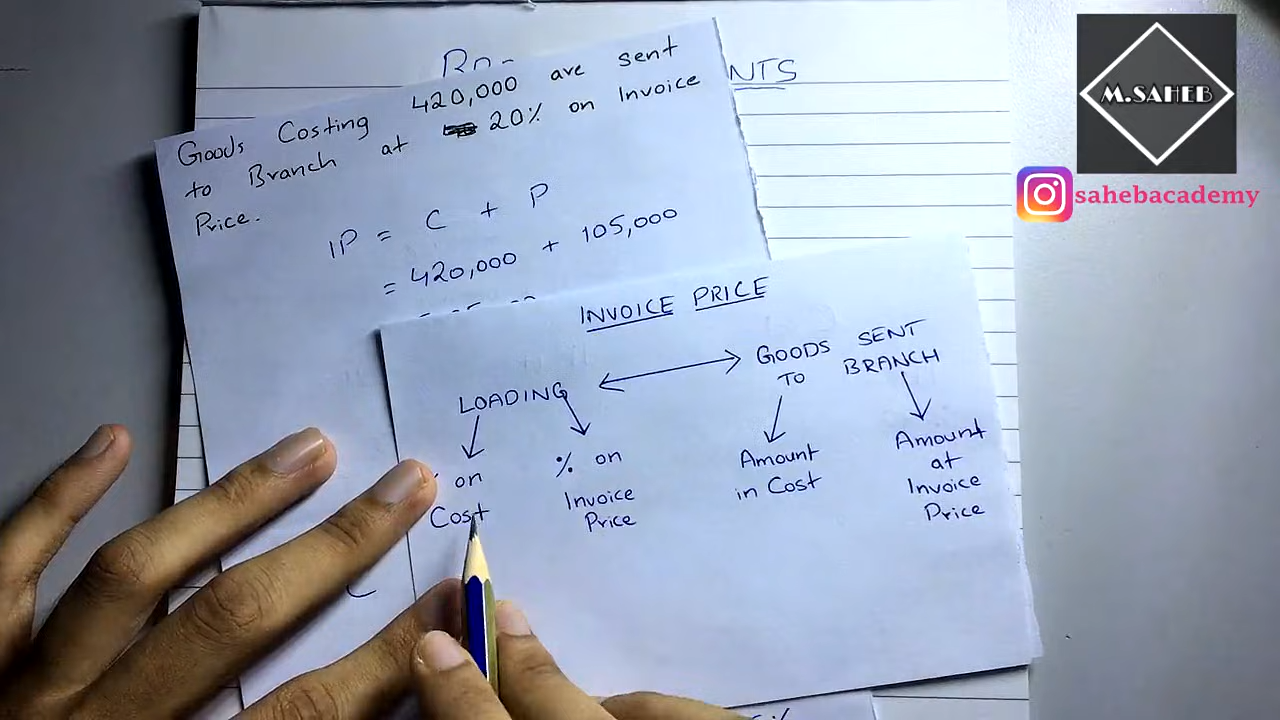 NTS
Goods Costing 420,000 are sent
to Branch at 20% on Invoice
Price.
IP = C + P
= 420,000 + 105,000
INVOICE PRICE
LOADING
GOODS SENT
TO BRANCH
on
Cost
% on
Invoice
Price
Amount
in Cost
Amount
at
Invoice
Price
M.SAHEB
sahebacademy